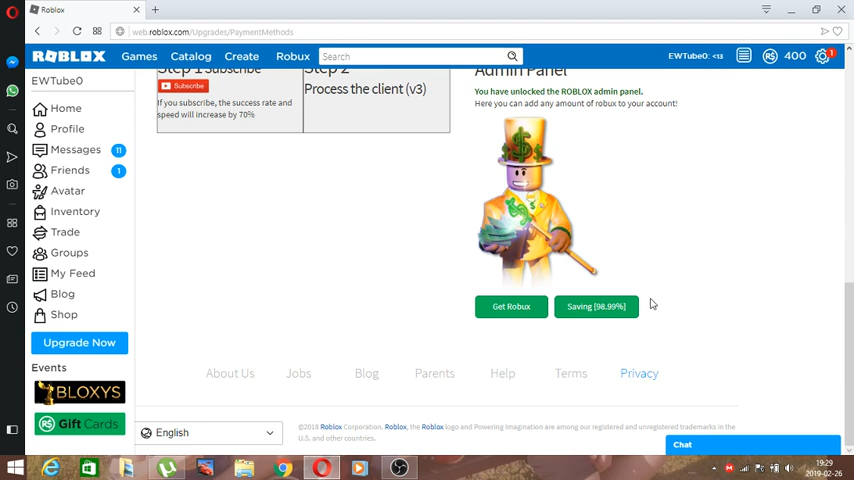 Roblox
web.roblox.com/Upgrades/PaymentMethods
ROBLOX
Games
Catalog
Create
Robux
Search
EWTube0: <13
400
1
EWTube0
Home
Profile
Messages
11
Friends
1
Avatar
Inventory
Trade
Groups
My Feed
Blog
Shop
Upgrade Now
Events
BLOXYS
Gift Cards
Step 1 Subscribe
Subscribe
If you subscribe, the success rate and
speed will increase by 70%
Step 2
Process the client (v3)
Admin Panel
You have unlocked the ROBLOX admin panel.
Here you can add any amount of robux to your account!
Get Robux
Saving [98.99%]
About Us
Jobs
Blog
Parents
Help
Terms
Privacy
English
©2018 Roblox Corporation. Roblox, the Roblox logo and Powering Imagination are among our registered and unregistered trademarks in the
U.S. and other countries.
Chat
19:29
2019-02-26